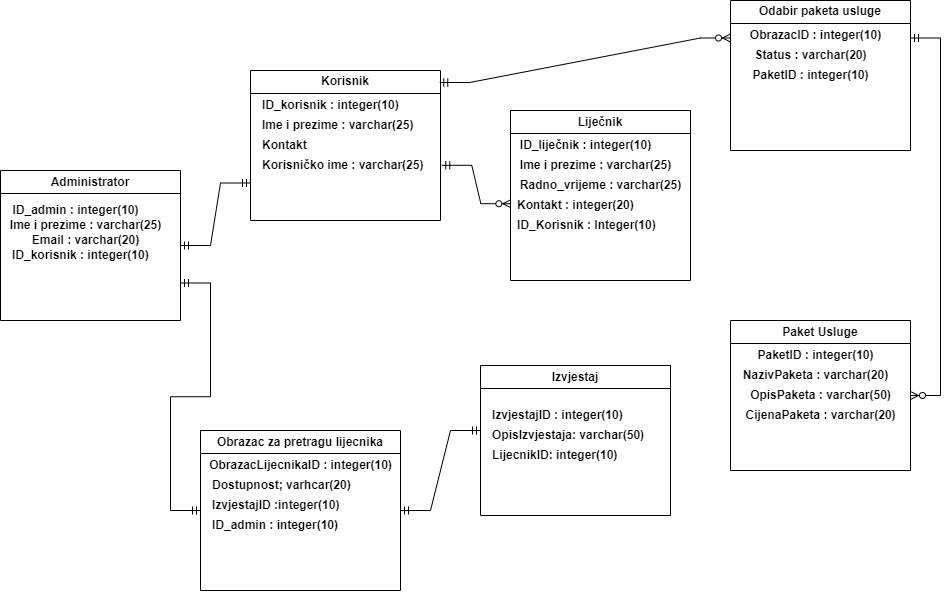 Odabir paketa usluge
ObrazacID : integer(10)
Status : varchar(20)
PaketID : integer(10)
Korisnik
ID_korisnik : integer(10)
Ime i prezime : varchar(25)
Kontakt
Korisničko ime : varchar(25)
Liječnik
ID_liječnik : integer(10)
Ime i prezime : varchar(25)
Radno_vrijeme : varchar(25)
Kontakt : integer(20)
ID_Korisnik : Integer(10)
Administrator
ID_admin : integer(10)
Ime i prezime : varchar(25)
Email : varchar(20)
ID_korisnik : integer(10)
Paket Usluge
PaketID : integer(10)
NazivPaketa : varchar(20)
OpisPaketa : varchar(50)
CijenaPaketa : varchar(20)
Izvjestaj
IzvjestajID : integer(10)
OpisIzvjestaja: varchar(50)
LijecnikID: integer(10)
Obrazac za pretragu lijecnika
ObrazacLijecnikaID : integer(10)
Dostupnost; varhcar(20)
IzvjestajID :integer(10)
ID_admin : integer(10)